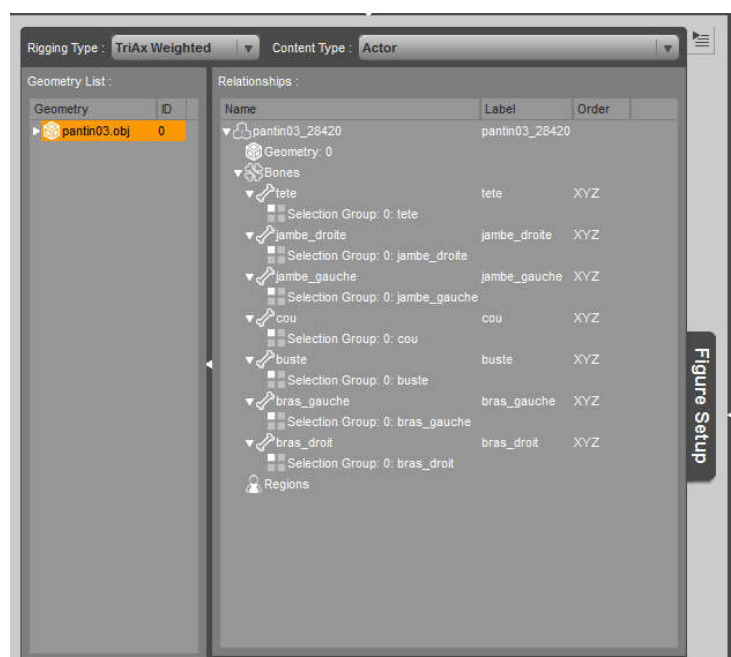 Rigging Type : TriAx Weighted Content Type : Actor
Geometry List :
Geometry ID
pantin03.obj 0
Relationships :
Name Label Order
pantin03_28420 pantin03_28420
Geometry: 0
Bones
tete tete XYZ
Selection Group: 0: tete
jambe_droite jambe_droite XYZ
Selection Group: 0: jambe_droite
jambe_gauche jambe_gauche XYZ
Selection Group: 0: jambe_gauche
cou cou XYZ
Selection Group: 0: cou
buste buste XYZ
Selection Group: 0: buste
bras_gauche bras_gauche XYZ
Selection Group: 0: bras_gauche
bras_droit bras_droit XYZ
Selection Group: 0: bras_droit
Regions
Figure Setup